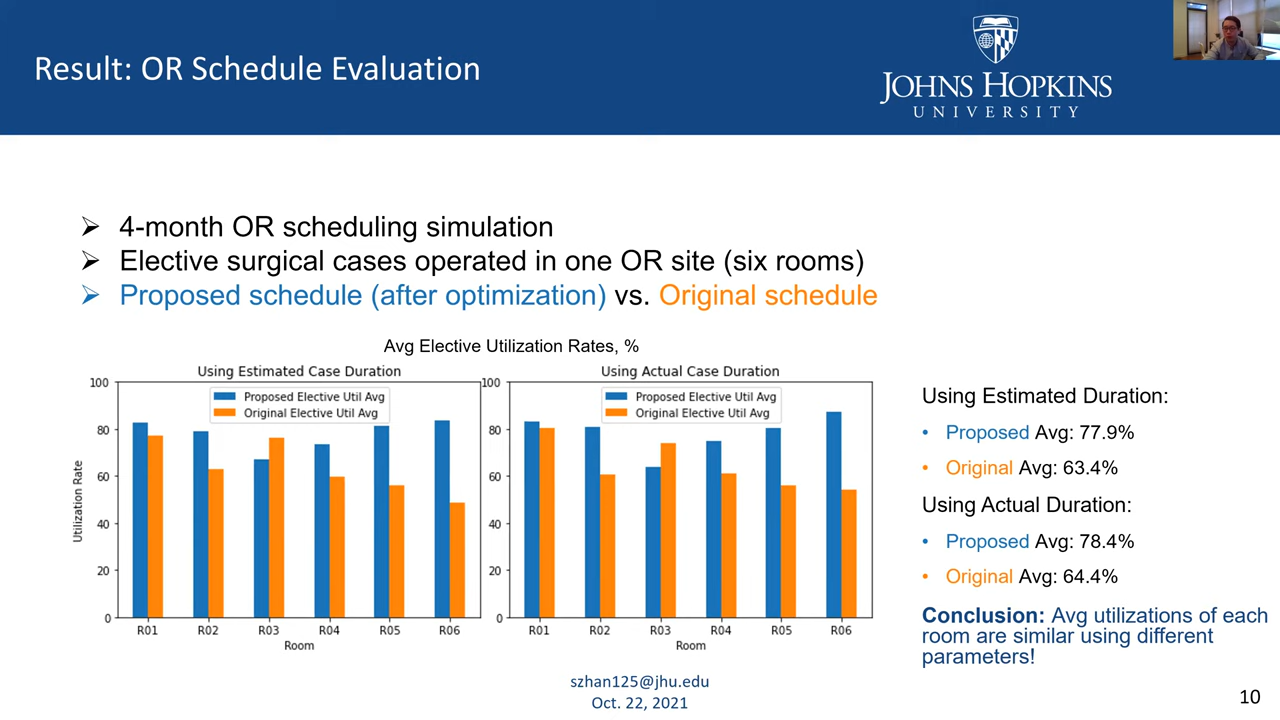 Result: OR Schedule Evaluation
JOHNS HOPKINS
UNIVERSITY
4-month OR scheduling simulation
Elective surgical cases operated in one OR site (six rooms)
Proposed schedule (after optimization) vs. Original schedule
Avg Elective Utilization Rates, %
Using Estimated Case Duration
Proposed Elective Util Avg
Original Elective Util Avg
100
80
60
40
20
0
Utilization Rate
R01 R02 R03 R04 R05 R06
Room
Using Actual Case Duration
Proposed Elective Util Avg
Original Elective Util Avg
100
80
60
40
20
0
R01 R02 R03 R04 R05 R06
Room
Using Estimated Duration:
• Proposed Avg: 77.9%
• Original Avg: 63.4%
Using Actual Duration:
• Proposed Avg: 78.4%
• Original Avg: 64.4%
Conclusion: Avg utilizations of each
room are similar using different
parameters!
szhan125@jhu.edu
Oct. 22, 2021
10